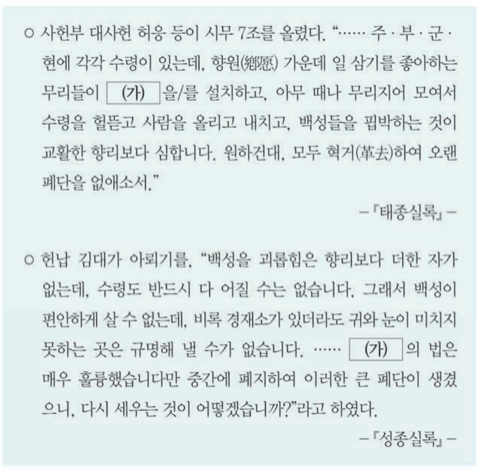 ○ 사헌부 대사헌 허응 등이 시무 7조를 올렸다. “…… 주·부·군·
현에 각각 수령이 있는데, 향원(鄕愿) 가운데 일 삼기를 좋아하는
무리들이 (가) 을/를 설치하고, 아무 때나 무리지어 모여서
수령을 헐뜯고 사람을 올리고 내치고, 백성들을 핍박하는 것이
교활한 향리보다 심합니다. 원하건대, 모두 혁거(革去)하여 오랜
폐단을 없애소서.”
-『태종실록』-
○ 헌납 김대가 아뢰기를, “백성을 괴롭힘은 향리보다 더한 자가
없는데, 수령도 반드시 다 어질 수는 없습니다. 그래서 백성이
편안하게 살 수 없는데, 비록 경재소가 있더라도 귀와 눈이 미치지
못하는 곳은 규명해 낼 수가 없습니다. …… (가) 의 법은
매우 훌륭했습니다만 중간에 폐지하여 이러한 큰 폐단이 생겼
으니, 다시 세우는 것이 어떻겠습니까?”라고 하였다.
-『성종실록』-